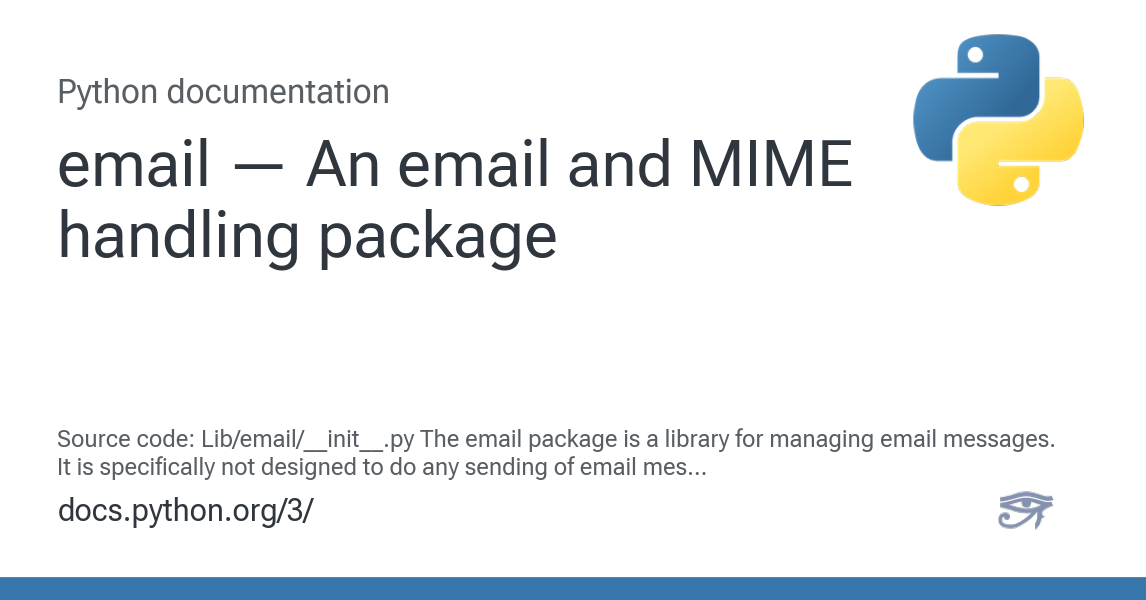 Python documentation
email — An email and MIME
handling package
Source code: Lib/email/__init__.py The email package is a library for managing email messages.
It is specifically not designed to do any sending of email mes...
docs.python.org/3/